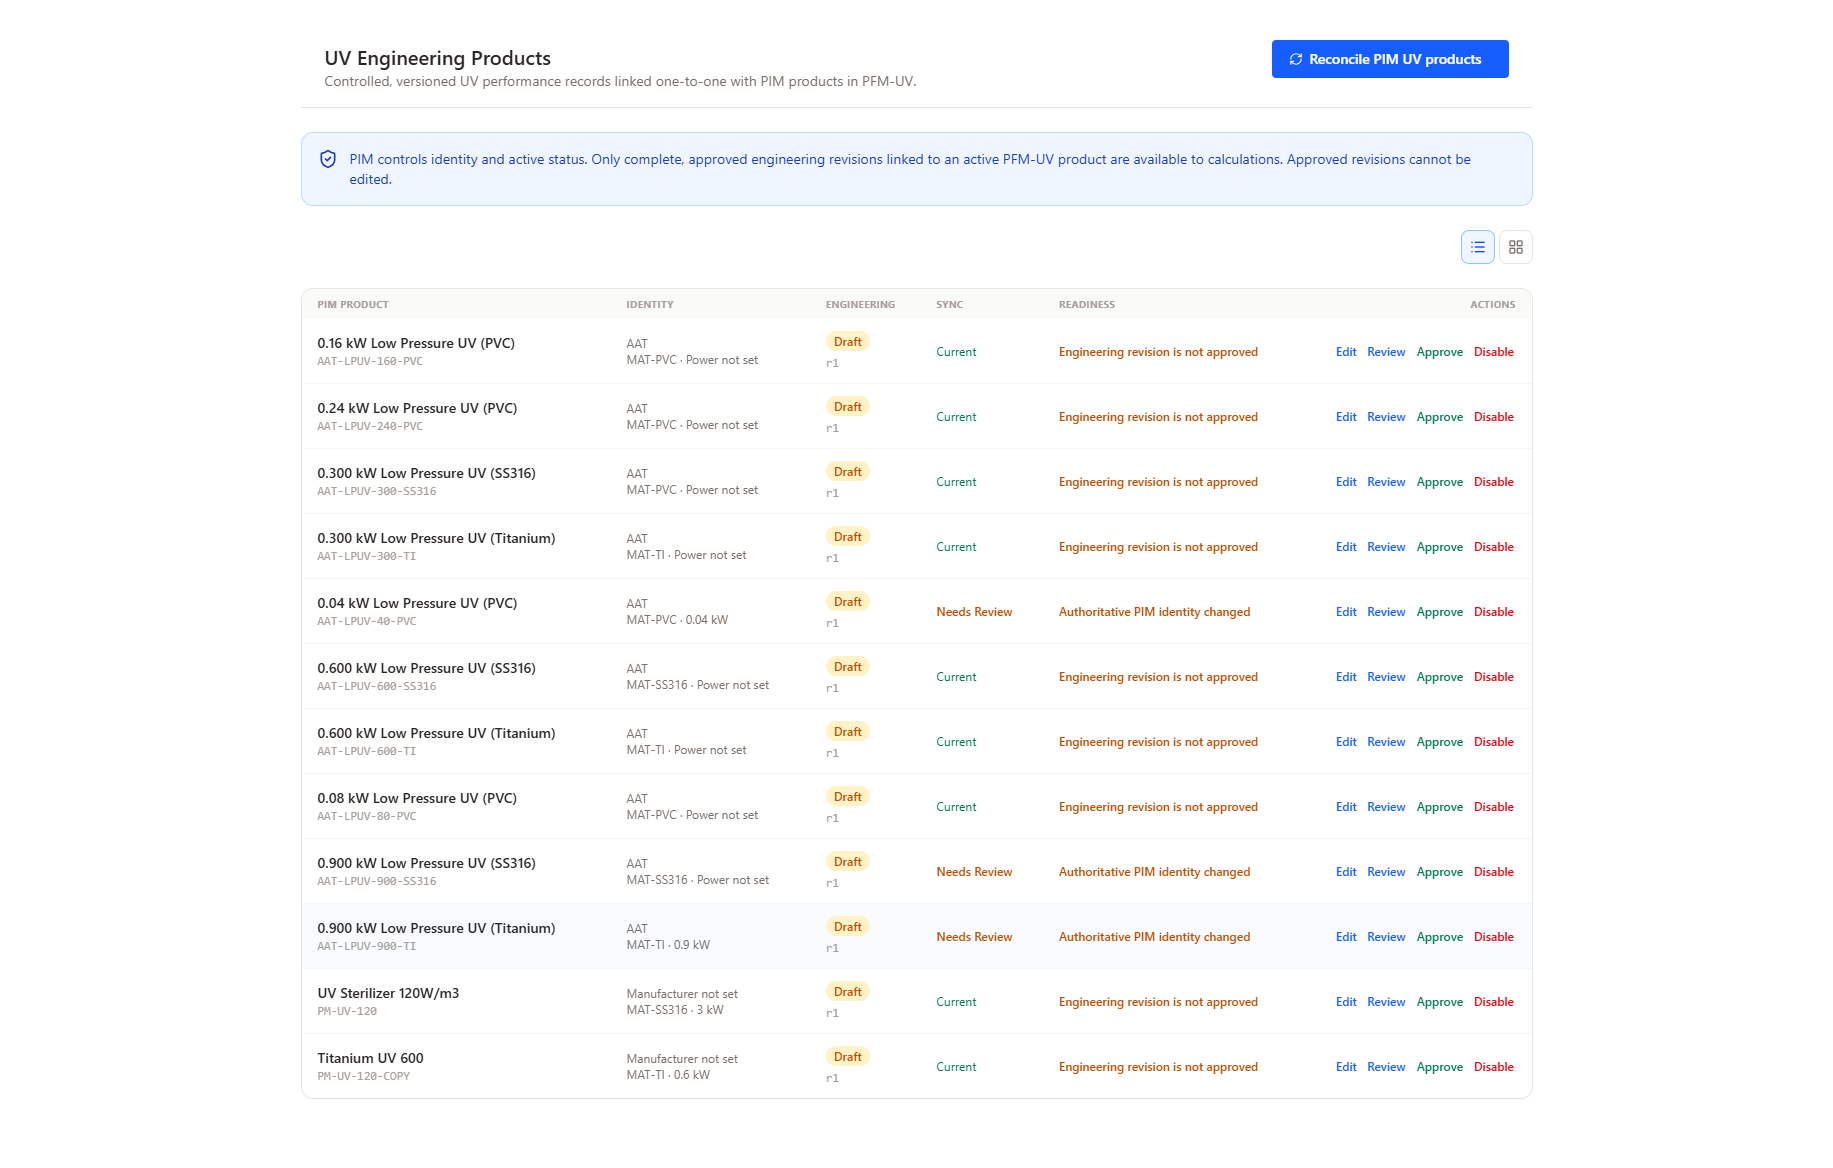 UV Engineering Products
Controlled, versioned UV performance records linked one-to-one with PIM products in PFM-UV.
Reconcile PIM UV products
PIM controls identity and active status. Only complete, approved engineering revisions linked to an active PFM-UV product are available to calculations. Approved revisions cannot be
edited.
PIM PRODUCT IDENTITY ENGINEERING SYNC READINESS ACTIONS
0.16 kW Low Pressure UV (PVC)
AAT-LPUV-160-PVC
AAT
MAT-PVC · Power not set
Draft
r1
Current
Engineering revision is not approved
Edit Review Approve Disable
0.24 kW Low Pressure UV (PVC)
AAT-LPUV-240-PVC
AAT
MAT-PVC · Power not set
Draft
r1
Current
Engineering revision is not approved
Edit Review Approve Disable
0.300 kW Low Pressure UV (SS316)
AAT-LPUV-300-SS316
AAT
MAT-PVC · Power not set
Draft
r1
Current
Engineering revision is not approved
Edit Review Approve Disable
0.300 kW Low Pressure UV (Titanium)
AAT-LPUV-300-TI
AAT
MAT-TI · Power not set
Draft
r1
Current
Engineering revision is not approved
Edit Review Approve Disable
0.04 kW Low Pressure UV (PVC)
AAT-LPUV-40-PVC
AAT
MAT-PVC · 0.04 kW
Draft
r1
Needs Review
Authoritative PIM identity changed
Edit Review Approve Disable
0.600 kW Low Pressure UV (SS316)
AAT-LPUV-600-SS316
AAT
MAT-SS316 · Power not set
Draft
r1
Current
Engineering revision is not approved
Edit Review Approve Disable
0.600 kW Low Pressure UV (Titanium)
AAT-LPUV-600-TI
AAT
MAT-TI · Power not set
Draft
r1
Current
Engineering revision is not approved
Edit Review Approve Disable
0.08 kW Low Pressure UV (PVC)
AAT-LPUV-80-PVC
AAT
MAT-PVC · Power not set
Draft
r1
Current
Engineering revision is not approved
Edit Review Approve Disable
0.900 kW Low Pressure UV (SS316)
AAT-LPUV-900-SS316
AAT
MAT-SS316 · Power not set
Draft
r1
Needs Review
Authoritative PIM identity changed
Edit Review Approve Disable
0.900 kW Low Pressure UV (Titanium)
AAT-LPUV-900-TI
AAT
MAT-TI · 0.9 kW
Draft
r1
Needs Review
Authoritative PIM identity changed
Edit Review Approve Disable
UV Sterilizer 120W/m3
PM-UV-120
Manufacturer not set
MAT-SS316 · 3 kW
Draft
r1
Current
Engineering revision is not approved
Edit Review Approve Disable
Titanium UV 600
PM-UV-120-COPY
Manufacturer not set
MAT-TI · 0.6 kW
Draft
r1
Current
Engineering revision is not approved
Edit Review Approve Disable